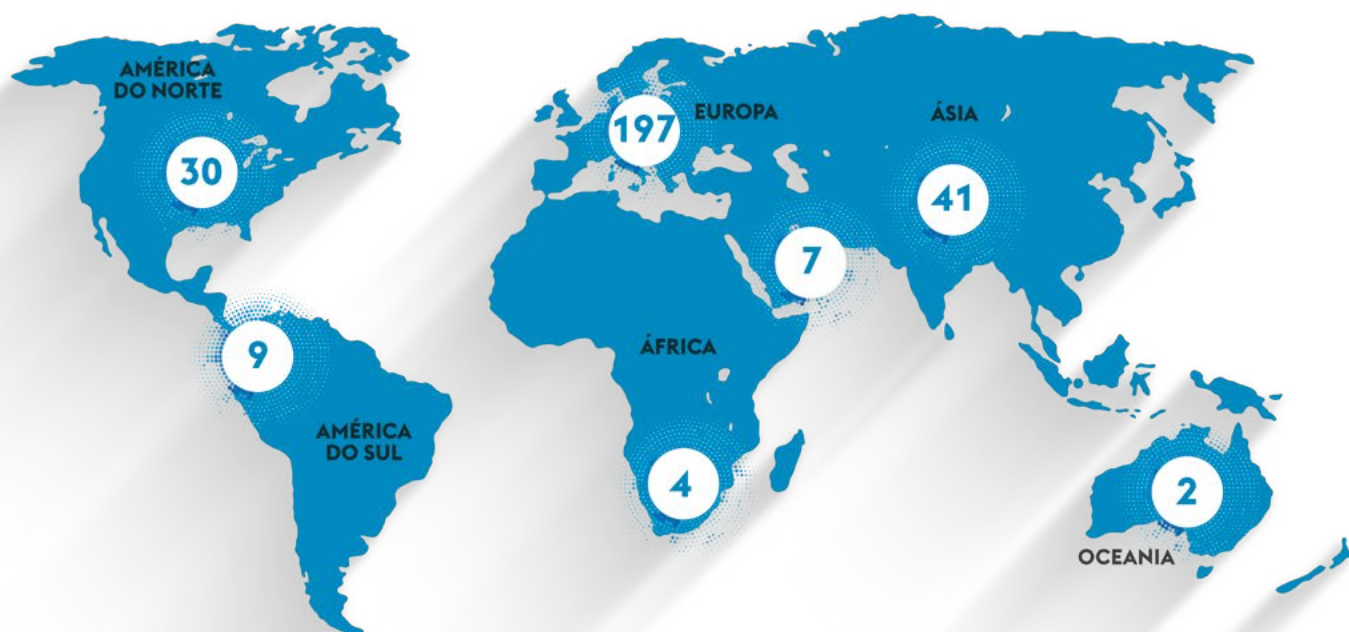 AMÉRICA
DO NORTE
30
197
EUROPA
ÁSIA
41
7
9
ÁFRICA
AMÉRICA
DO SUL
4
2
OCEANIA